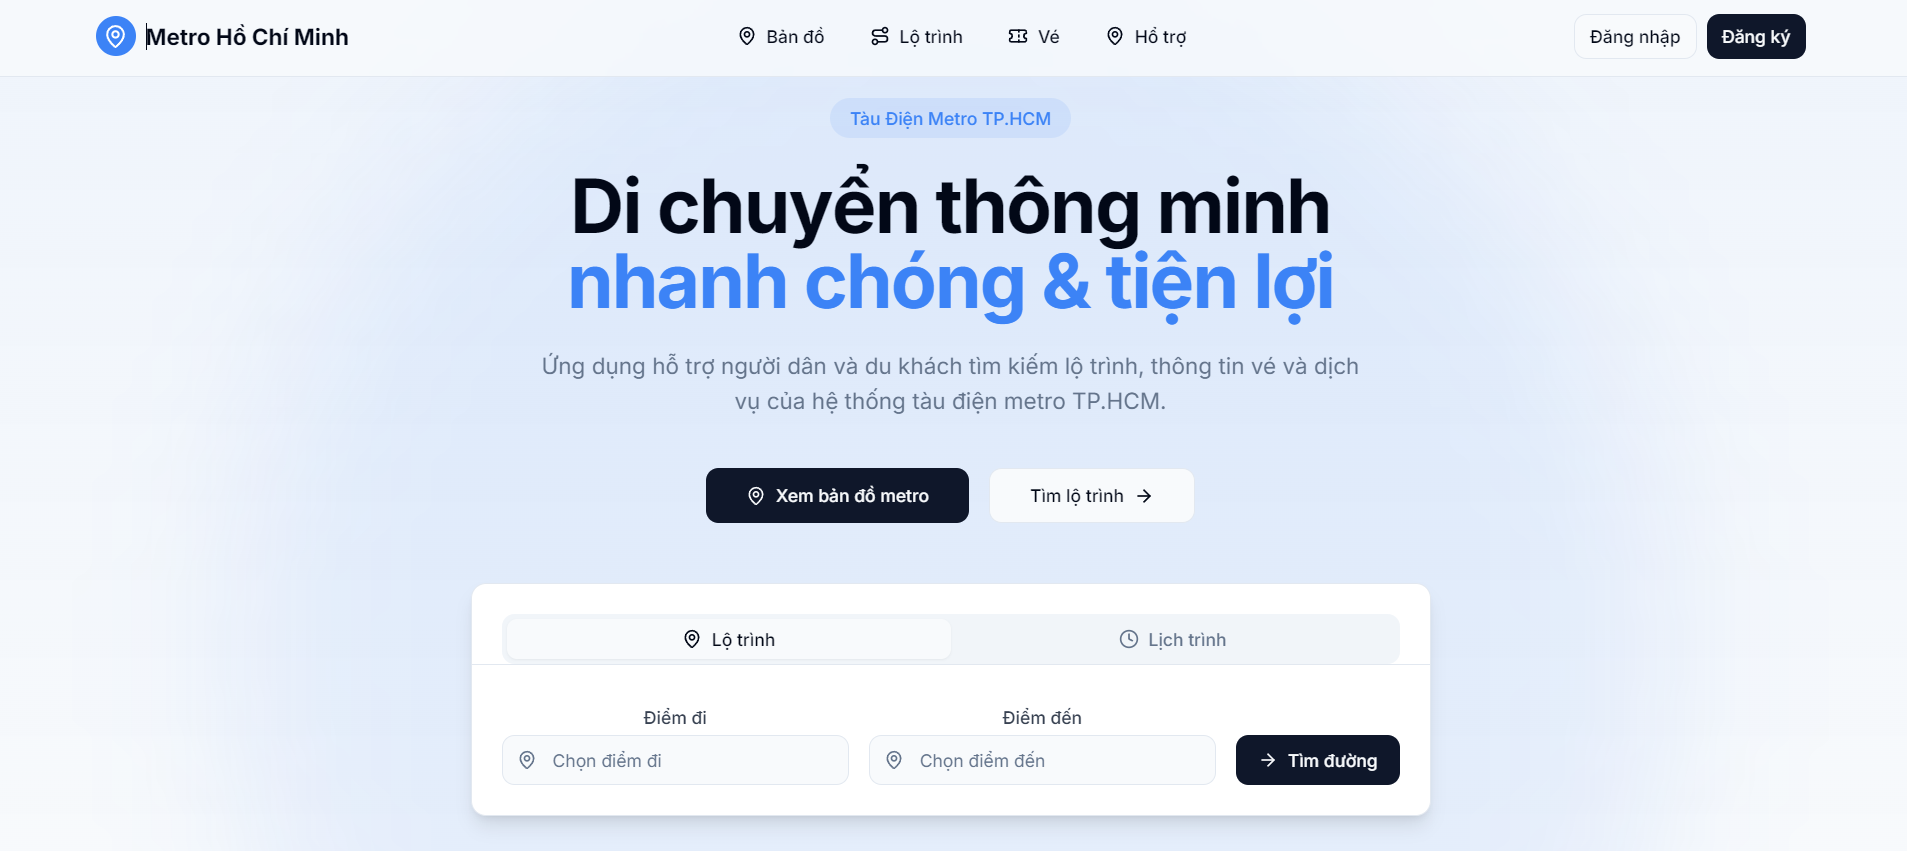 Metro Hồ Chí Minh
Bản đồ
Lộ trình
Vé
Hổ trợ
Đăng nhập
Đăng ký
Tàu Điện Metro TP.HCM
Di chuyển thông minh
nhanh chóng & tiện lợi
Ứng dụng hỗ trợ người dân và du khách tìm kiếm lộ trình, thông tin vé và dịch
vụ của hệ thống tàu điện metro TP.HCM.
Xem bản đồ metro
Tìm lộ trình
Lộ trình
Lịch trình
Điểm đi
Điểm đến
Chọn điểm đi
Chọn điểm đến
Tìm đường